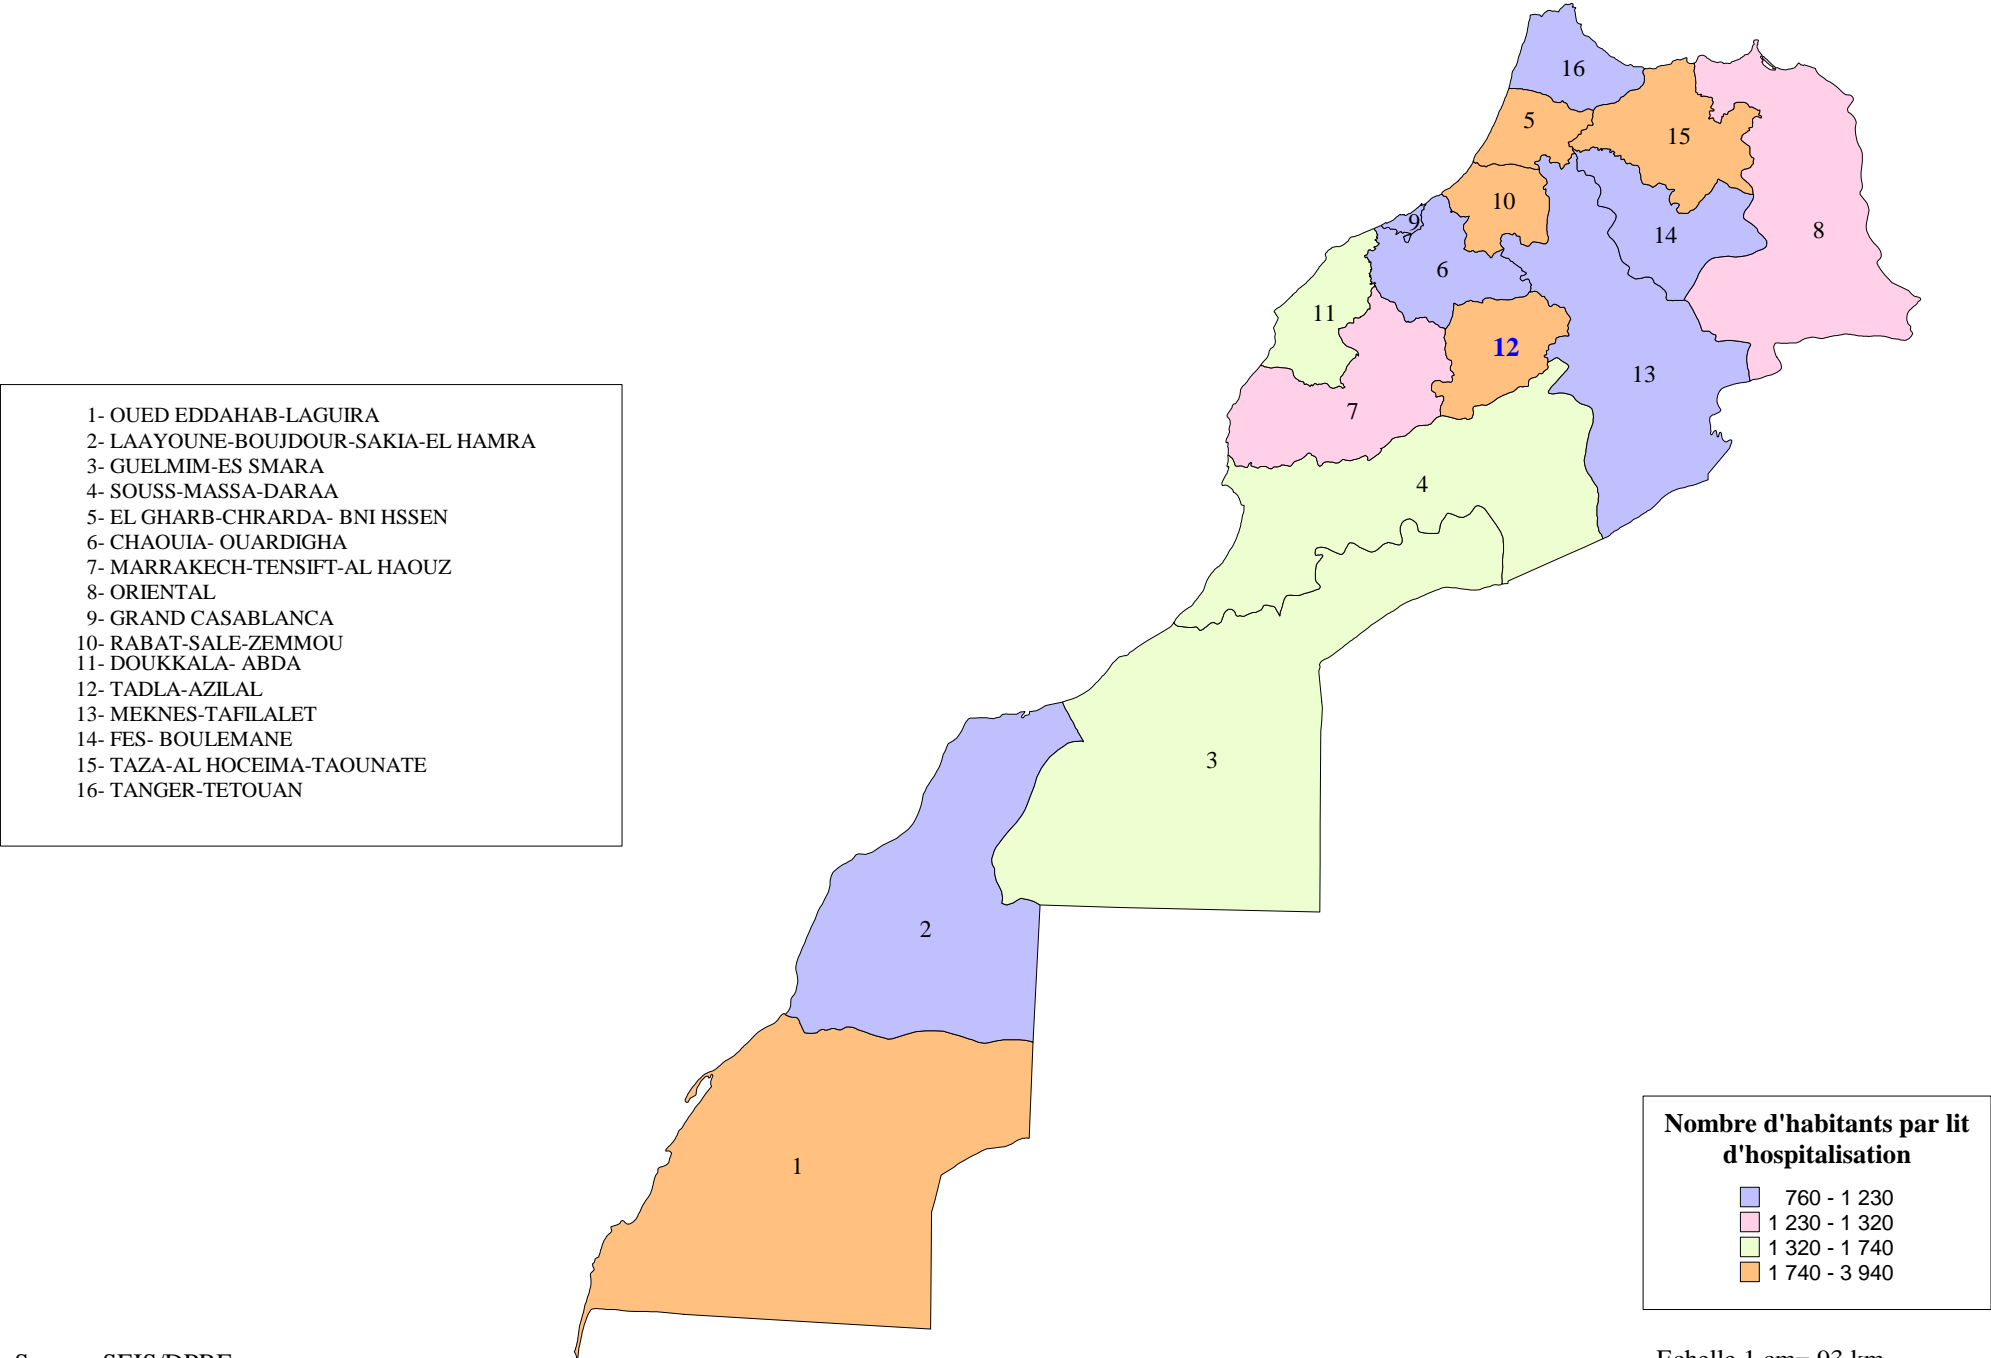 16
5
15
10
9
14
8
6
11
12
13
7
4
1- OUED EDDAHAB-LAGUIRA
2- LAAYOUNE-BOUJDOUR-SAKIA-EL HAMRA
3- GUELMIM-ES SMARA
4- SOUSS-MASSA-DARAA
5- EL GHARB-CHRARDA- BNI HSSEN
6- CHAOUIA- OUARDIGHA
7- MARRAKECH-TENSIFT-AL HAOUZ
8- ORIENTAL
9- GRAND CASABLANCA
10- RABAT-SALE-ZEMMOU
11- DOUKKALA- ABDA
12- TADLA-AZILAL
13- MEKNES-TAFILALET
14- FES- BOULEMANE
15- TAZA-AL HOCEIMA-TAOUNATE
16- TANGER-TETOUAN
3
2
1
Nombre d'habitants par lit
d'hospitalisation
760 - 1 230
1 230 - 1 320
1 320 - 1 740
1 740 - 3 940
Echelle 1 cm= 93 km